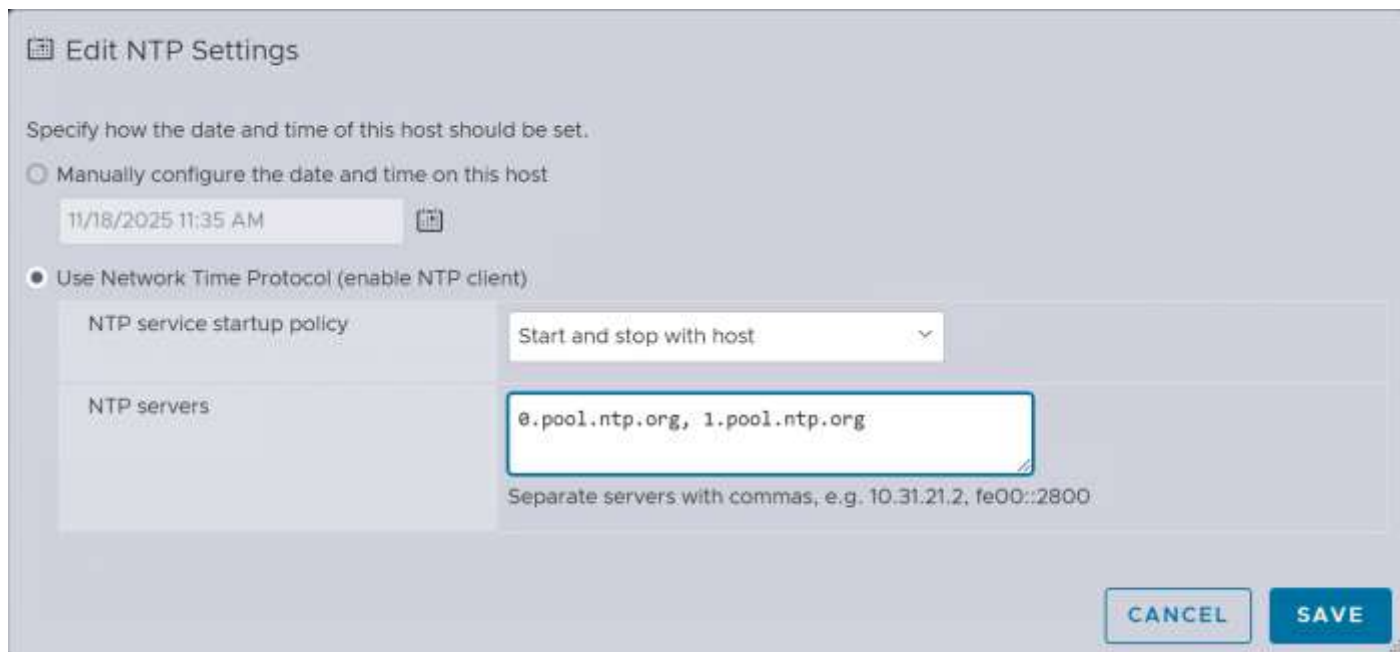 Edit NTP Settings
Specify how the date and time of this host should be set.
Manually configure the date and time on this host
11/18/2025 11:35 AM
Use Network Time Protocol (enable NTP client)
NTP service startup policy
Start and stop with host
NTP servers
0.pool.ntp.org, 1.pool.ntp.org
Separate servers with commas, e.g. 10.31.21.2, fe00::2800
CANCEL
SAVE